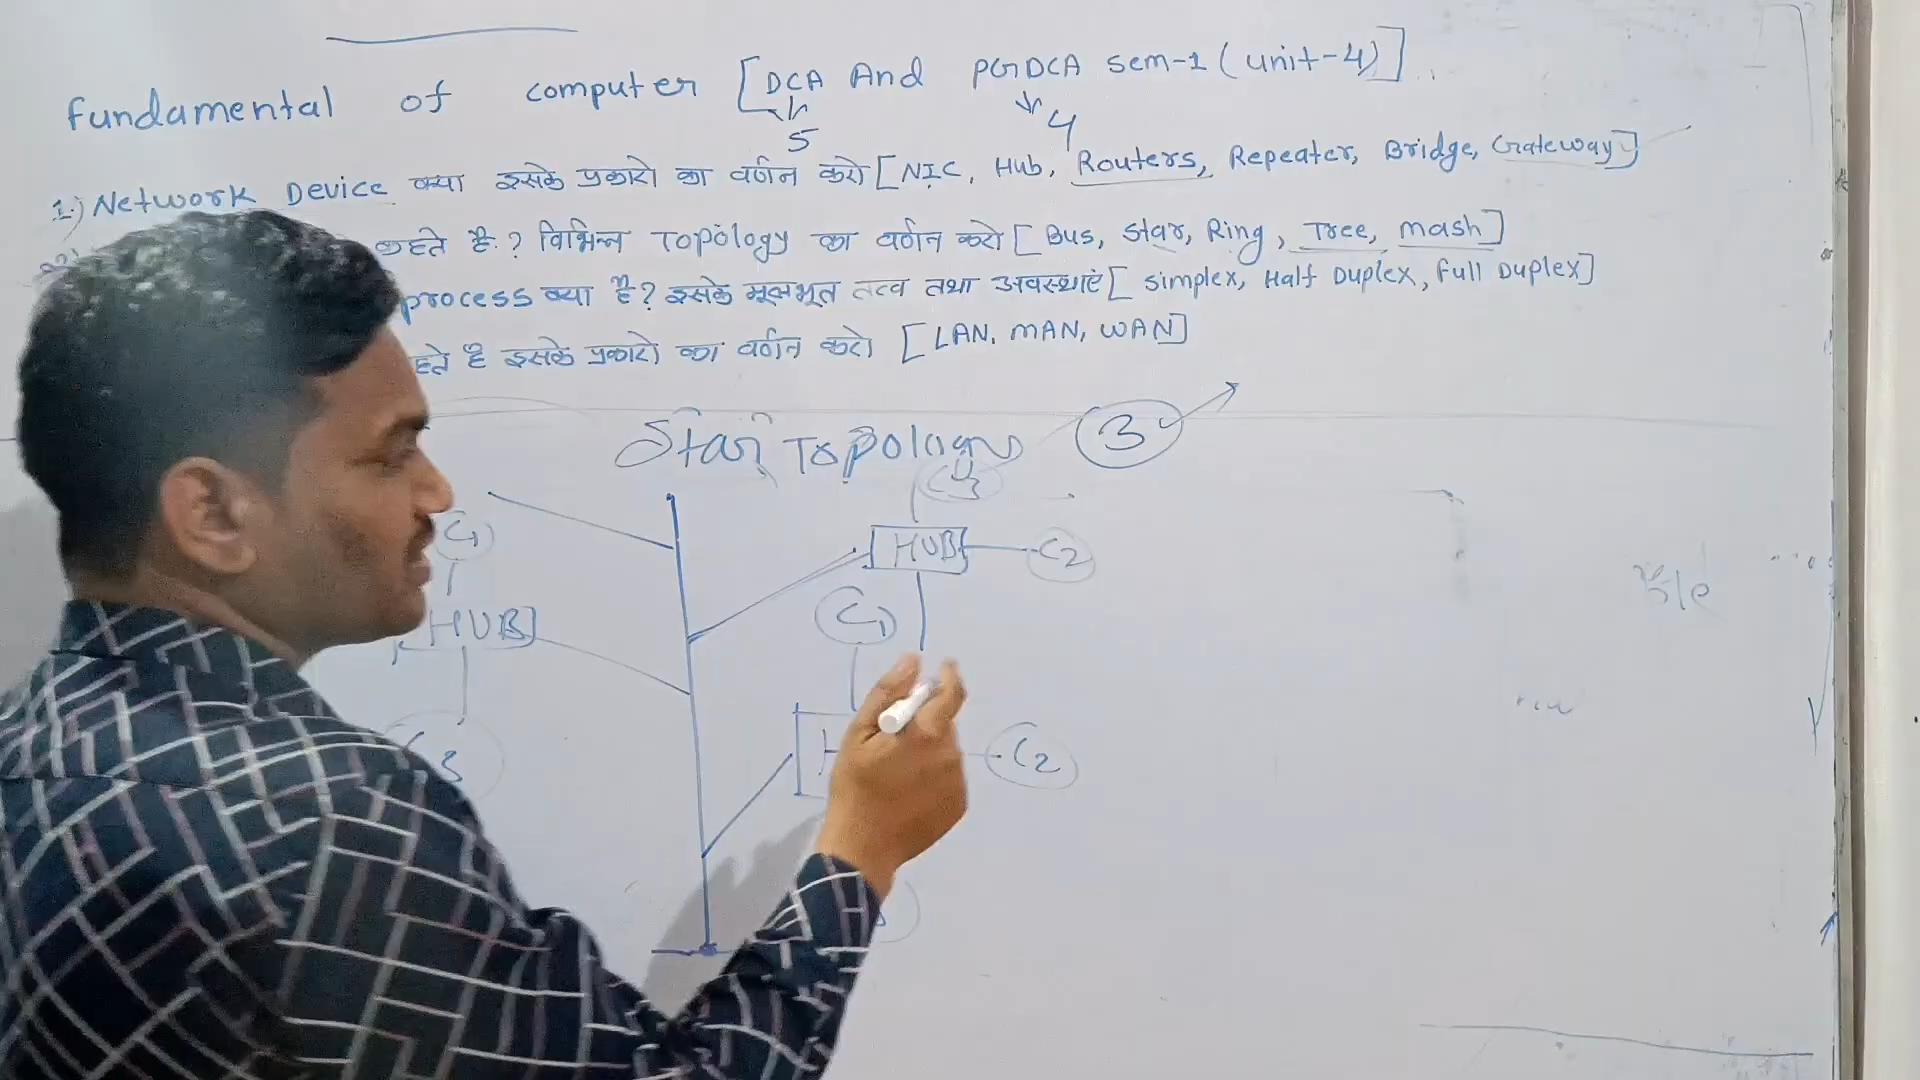 Fundamental of computer [DCA And PGDCA sem-1 (unit-4)]
5 4
1.) Network Device क्या इसके प्रकारो का वर्णन करो [NIC, Hub, Routers, Repeater, Bridge, Gateway]
कहते है.? विभिन्न Topology का वर्णन करो [Bus, Star, Ring, Tree, mash]
process क्या है? इसके मूलभूत तत्व तथा अवस्थाएं [simplex, Half Duplex, Full Duplex]
हते है इसके प्रकारो का वर्णन करो [LAN, MAN, WAN]
Star Topology 3
C3
C1
HUB C2
C1
HUB
C2
3